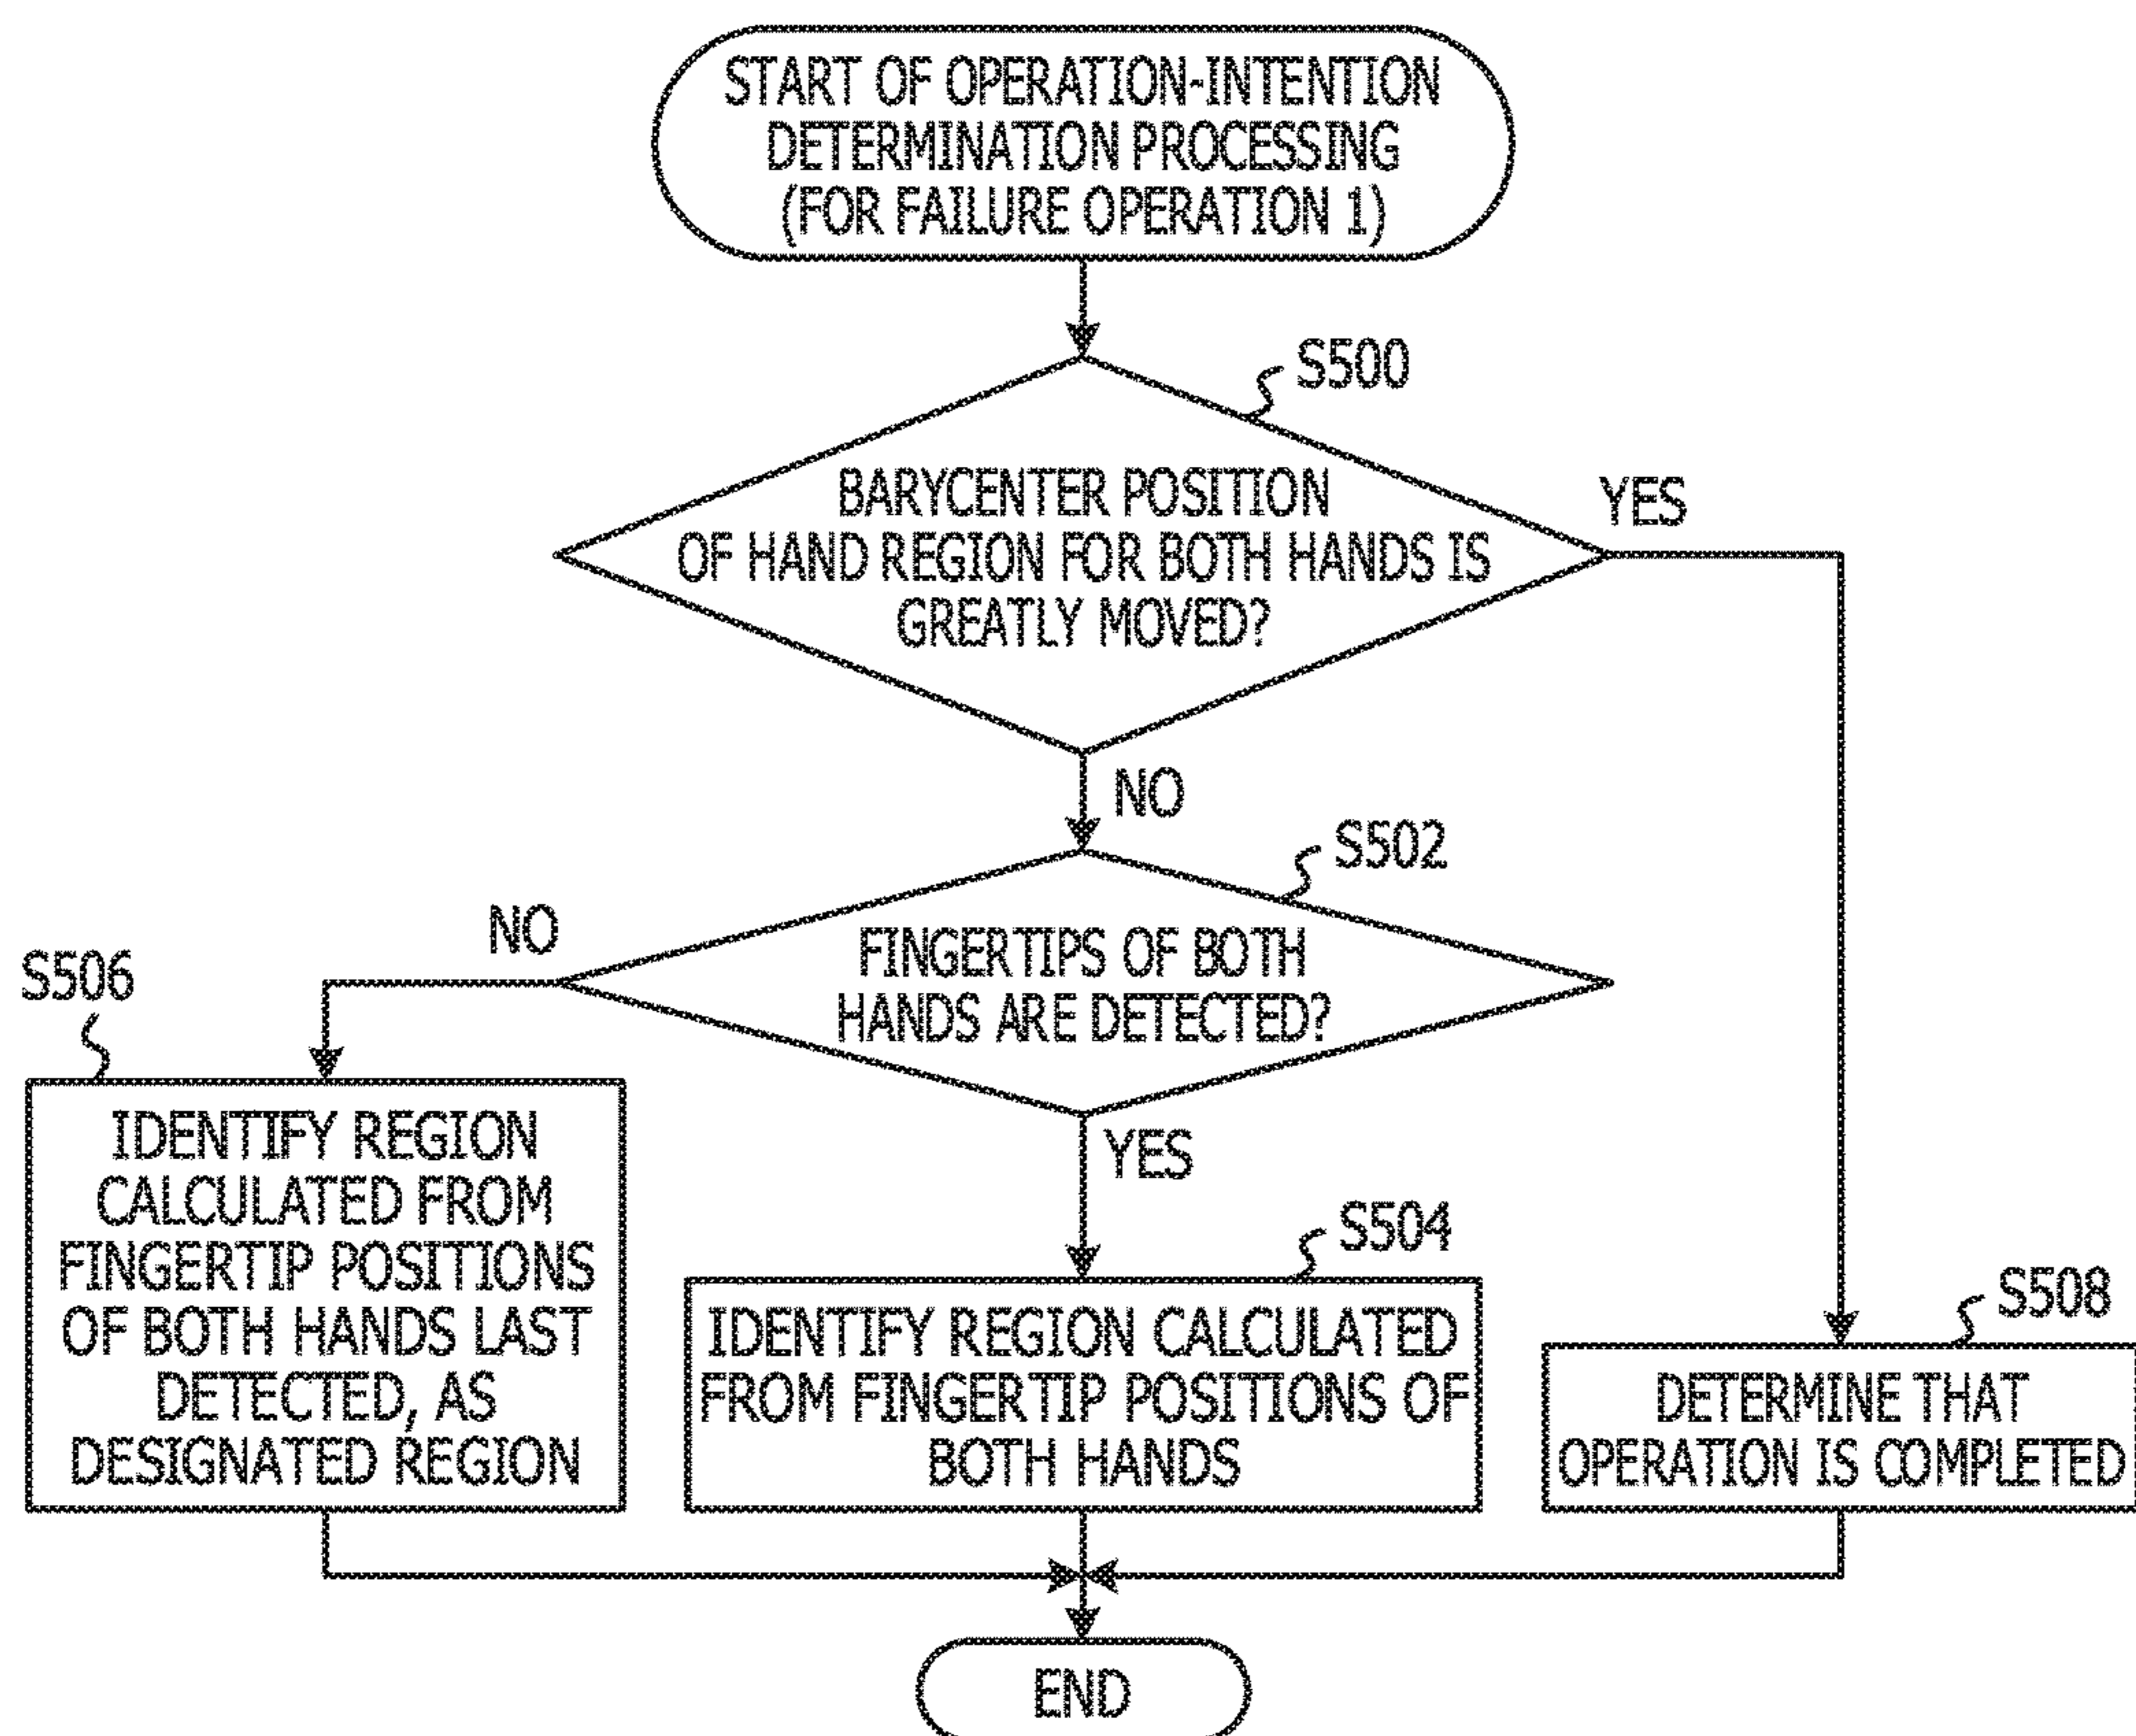 START OF OPERATION-INTENTION
DETERMINATION PROCESSING
(FOR FAILURE OPERATION 1)
S500
BARYCENTER POSITION
OF HAND REGION FOR BOTH HANDS IS
GREATLY MOVED?
YES
NO
S502
FINGERTIPS OF BOTH
HANDS ARE DETECTED?
NO
YES
S506
IDENTIFY REGION
CALCULATED FROM
FINGERTIP POSITIONS
OF BOTH HANDS LAST
DETECTED, AS
DESIGNATED REGION
S504
IDENTIFY REGION CALCULATED
FROM FINGERTIP POSITIONS OF
BOTH HANDS
S508
DETERMINE THAT
OPERATION IS COMPLETED
END